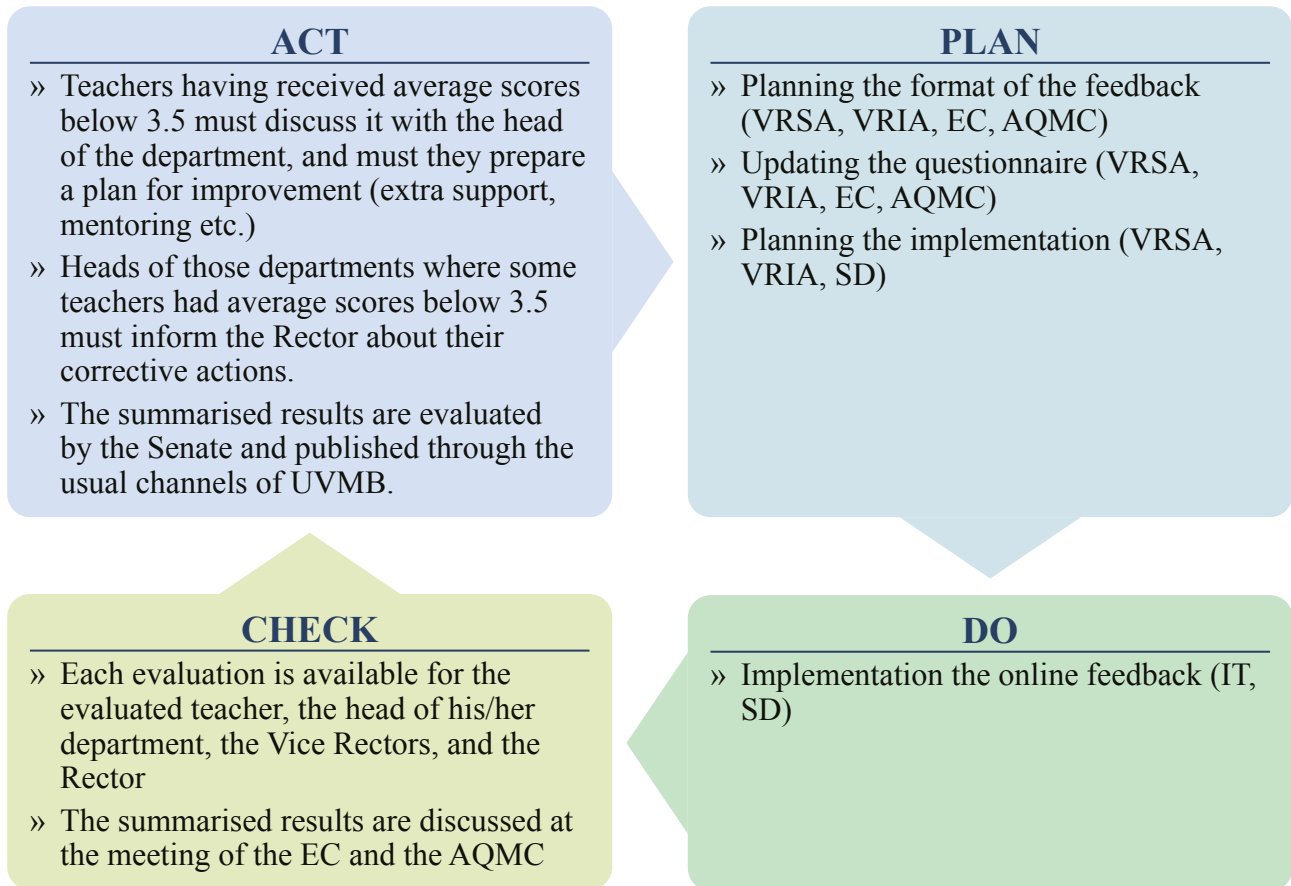 ACT
» Teachers having received average scores
below 3.5 must discuss it with the head
of the department, and must they prepare
a plan for improvement (extra support,
mentoring etc.)
» Heads of those departments where some
teachers had average scores below 3.5
must inform the Rector about their
corrective actions.
» The summarised results are evaluated
by the Senate and published through the
usual channels of UVMB.
PLAN
» Planning the format of the feedback
(VRSA, VRIA, EC, AQMC)
» Updating the questionnaire (VRSA,
VRIA, EC, AQMC)
» Planning the implementation (VRSA,
VRIA, SD)
CHECK
» Each evaluation is available for the
evaluated teacher, the head of his/her
department, the Vice Rectors, and the
Rector
» The summarised results are discussed at
the meeting of the EC and the AQMC
DO
» Implementation the online feedback (IT,
SD)